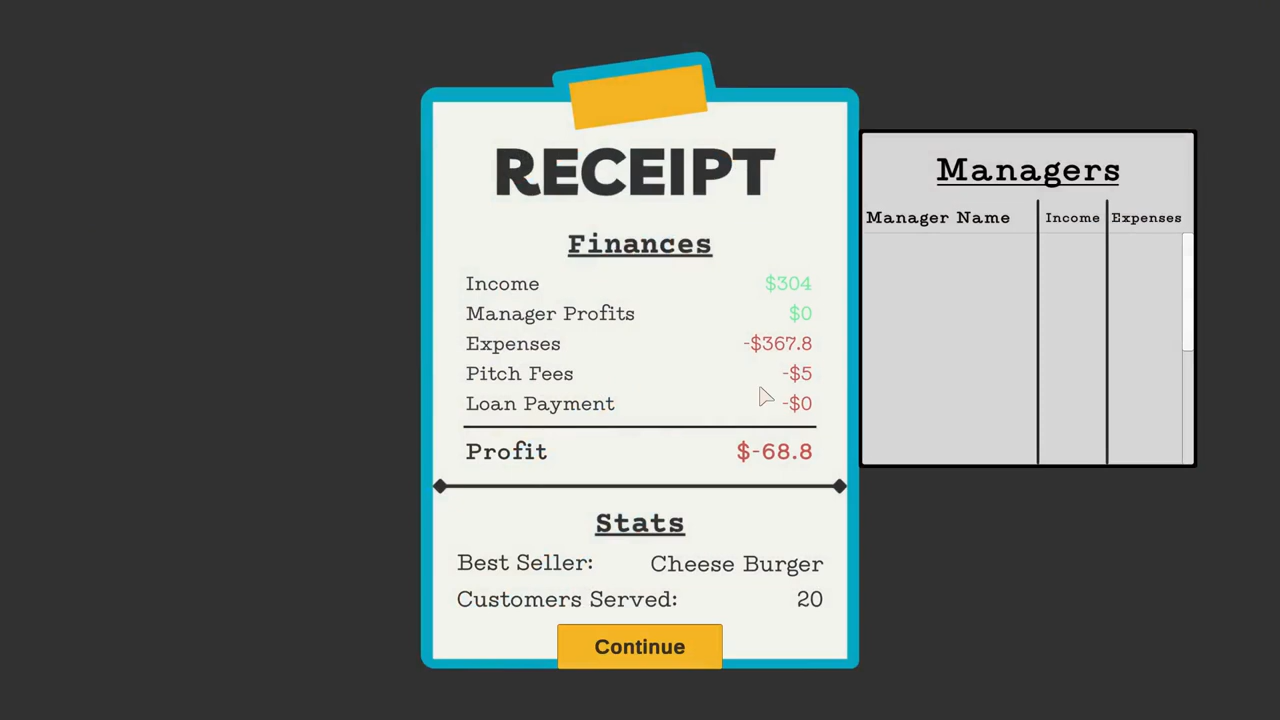 RECEIPT
Finances
Income $304
Manager Profits $0
Expenses -$367.8
Pitch Fees -$5
Loan Payment -$0
Profit $-68.8
Stats
Best Seller: Cheese Burger
Customers Served: 20
Continue
Managers
Manager Name Income Expenses